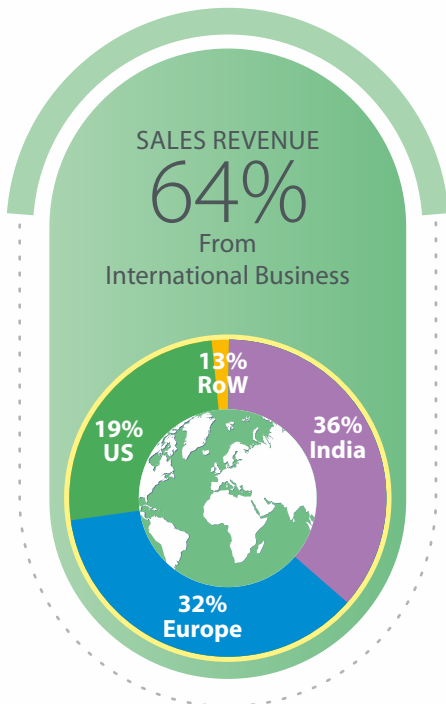 SALES REVENUE
64%
From
International Business
13%
RoW
36%
India
19%
US
32%
Europe